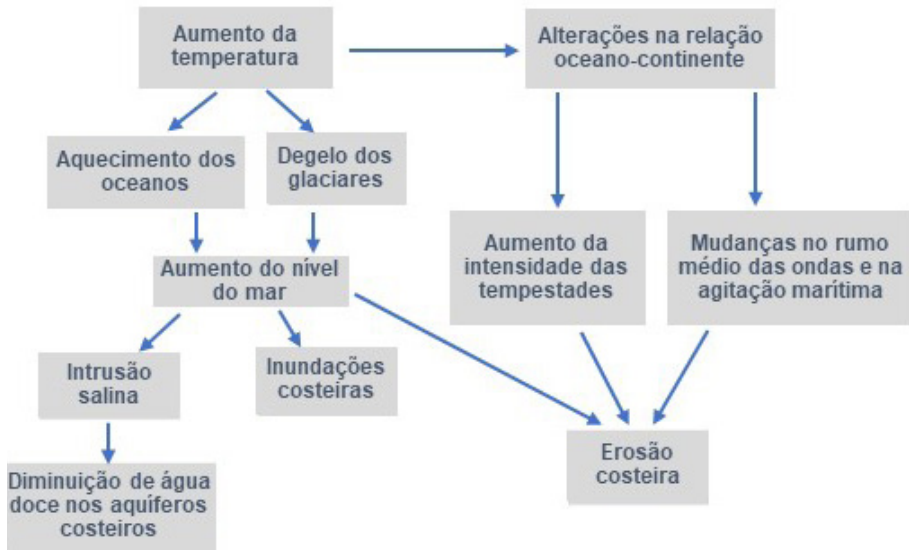 Aumento da
temperatura
Alterações na relação
oceano-continente
Aquecimento dos
oceanos
Degelo dos
glaciares
Aumento do nível
do mar
Aumento da
intensidade das
tempestades
Mudanças no rumo
médio das ondas e na
agitação marítima
Intrusão
salina
Inundações
costeiras
Erosão
costeira
Diminuição de água
doce nos aquíferos
costeiros